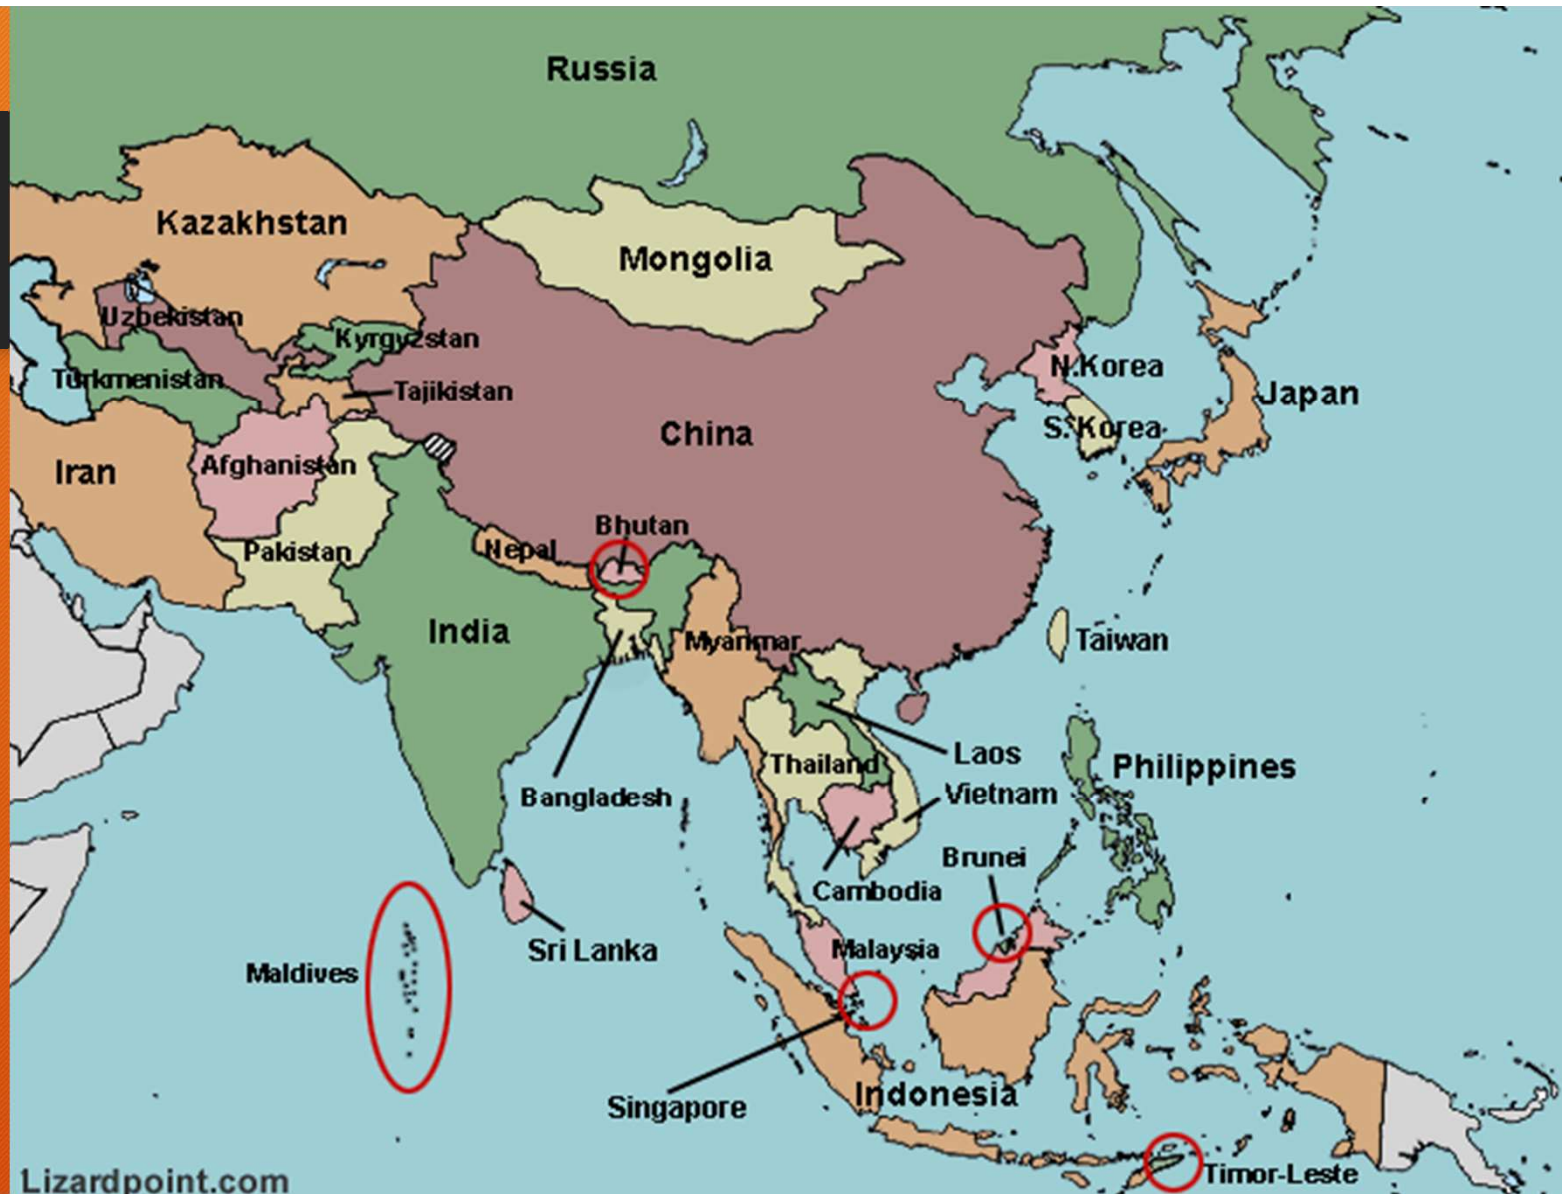 Russia
Kazakhstan
Mongolia
Uzbekistan
Kyrgyzstan
N.Korea
Turkmenistan
Tajikistan
Japan
China
S. Korea
Iran
Afghanistan
Bhutan
Nepal
Pakistan
India
Myanmar
Taiwan
Laos
Thailand
Philippines
Bangladesh
Vietnam
Brunei
Cambodia
Sri Lanka
Malaysia
Maldives
Indonesia
Singapore
Timor-Leste
Lizardpoint.com